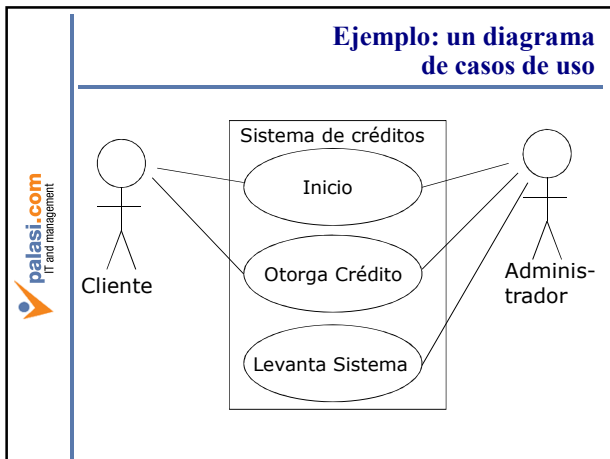 Ejemplo: un diagrama
de casos de uso
palasi.com
IT and management
Sistema de créditos
Inicio
Otorga Crédito
Levanta Sistema
Cliente
Adminis-
trador